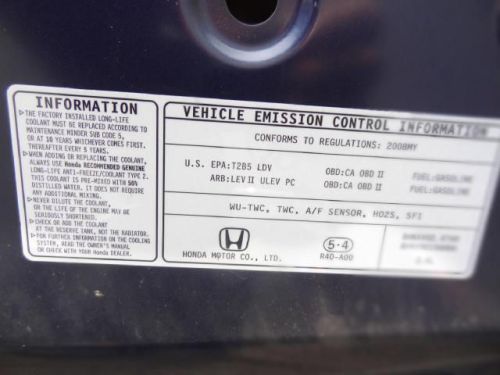 INFORMATION
THE FACTORY INSTALLED LONG-LIFE
COOLANT MUST BE REPLACED ACCORDING TO
MAINTENANCE MINDER SUB CODE 5,
OR AT 10 YEARS WHICHEVER COMES FIRST.
THEREAFTER EVERY 5 YEARS.
WHEN ADDING OR REPLACING THE COOLANT,
ALWAYS Use Honda RECOMMENDED GENUINE
LONG-LIFE ANTI-FREEZE/COOLANT TYPE 2.
THIS COOLANT IS PRE-MIXED WITH 50%
DISTILLED WATER. IT DOES NOT REQUIRE
ANY ADDITIONAL MIXING.
NEVER DILUTE THE COOLANT
OR THE LIFE OF THE ENGINE MAY BE
SERIOUSLY SHORTENED.
CHECK AND ADD THE COOLANT AT
THE RESERVE TANK, NOT THE RADIATOR.
FOR FURTHER INFORMATION ON THE COOLING
SYSTEM, READ THE OWNER'S MANUAL
OR CHECK WITH YOUR Honda DEALER.
VEHICLE EMISSION CONTROL INFORMATION
CONFORMS TO REGULATIONS: 2008MY
U.S. EPA:T2B5 LDV OBD:CA OBD II FUEL:GASOLINE
ARB:LEV II ULEV PC OBD:CA OBD II FUEL:GASOLINE
WU-TWC, TWC, A/F SENSOR, HO2S, SFI
HONDA MOTOR CO., LTD.
5-4
R40-A00